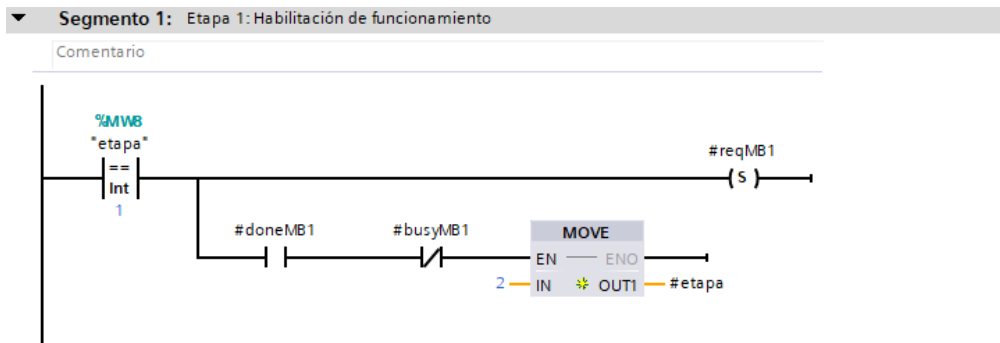 Segmento 1: Etapa 1: Habilitación de funcionamiento
Comentario
%MW8
"etapa"
==
Int
1
#reqMB1
S
#doneMB1
#busyMB1
MOVE
EN ENO
2 IN OUT1 #etapa